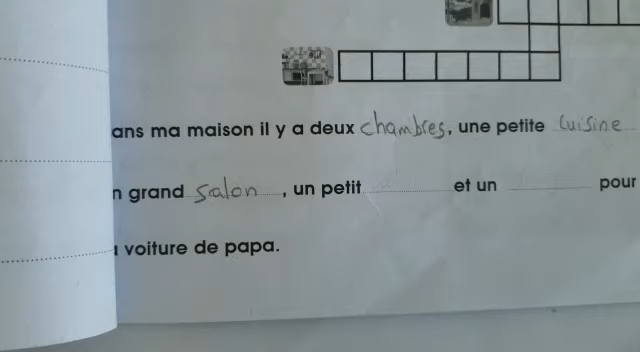 ans ma maison il y a deux chambres, une petite cuisine
n grand salon, un petit et un pour
voiture de papa.